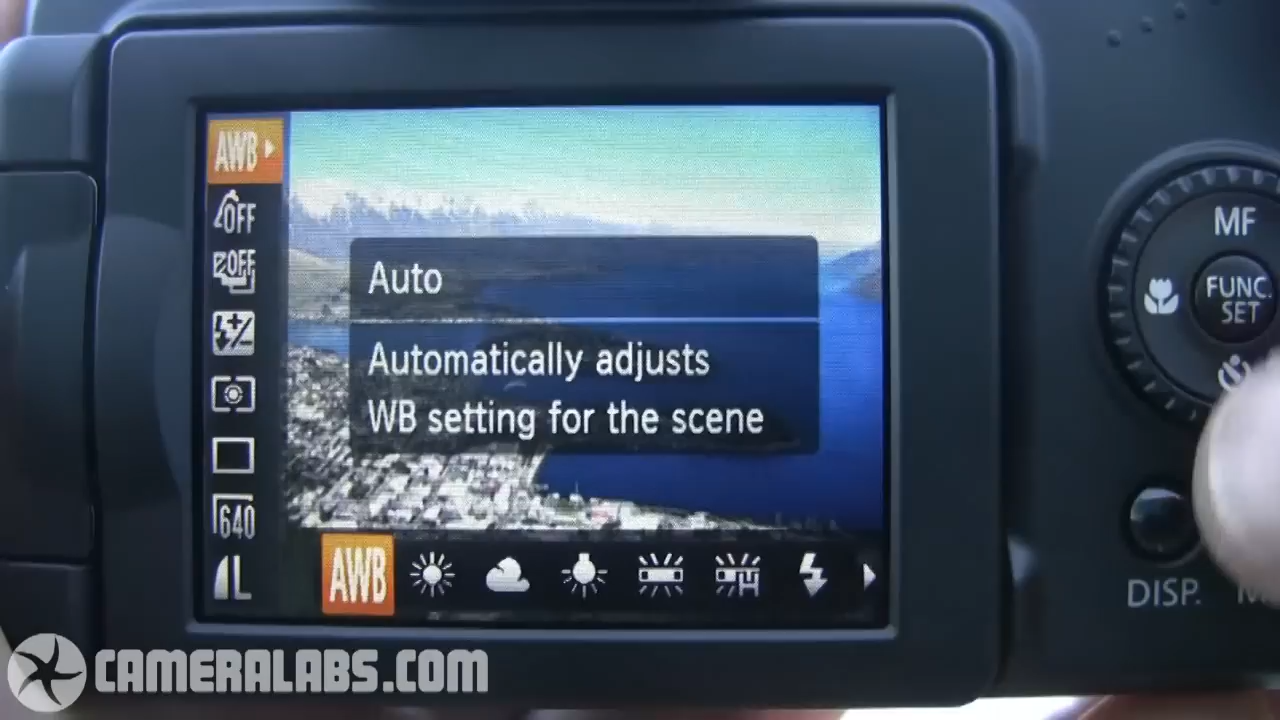 AWB
OFF
OFF
640
L
Auto
Automatically adjusts
WB setting for the scene
AWB
H
MF
FUNC.
SET
DISP.
CAMERALABS.COM